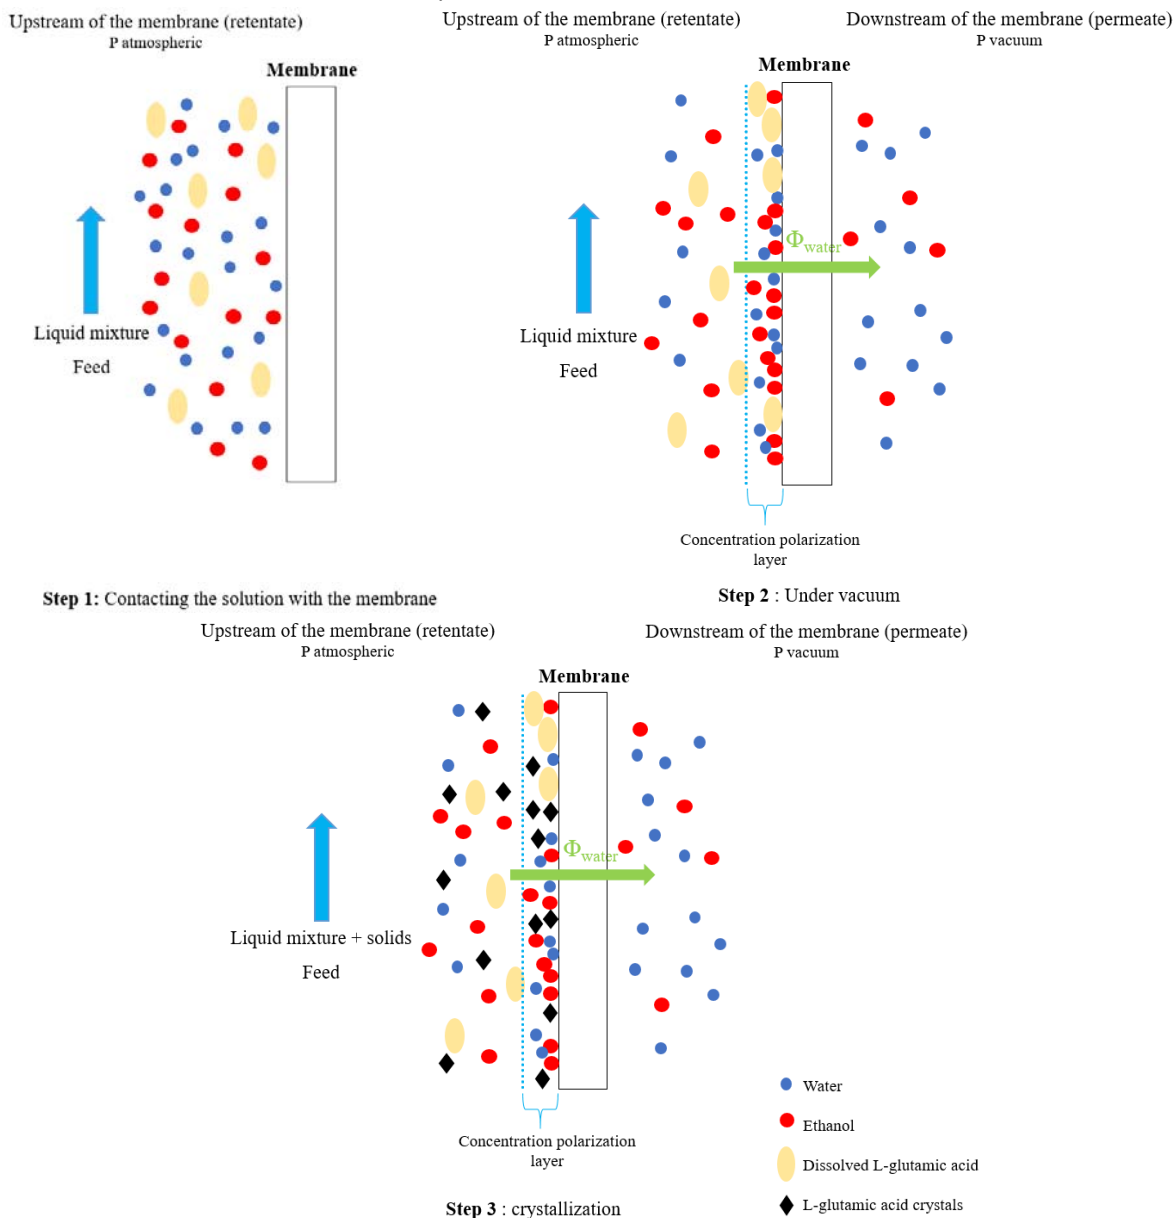 Upstream of the membrane (retentate)
P atmospheric
Membrane
Liquid mixture
Feed
Step 1: Contacting the solution with the membrane
Upstream of the membrane (retentate)
P atmospheric
Downstream of the membrane (permeate)
P vacuum
Membrane
Φwater
Liquid mixture
Feed
Concentration polarization
layer
Step 2 : Under vacuum
Upstream of the membrane (retentate)
P atmospheric
Downstream of the membrane (permeate)
P vacuum
Membrane
Φwater
Liquid mixture + solids
Feed
Concentration polarization
layer
Step 3 : crystallization
Water
Ethanol
Dissolved L-glutamic acid
L-glutamic acid crystals